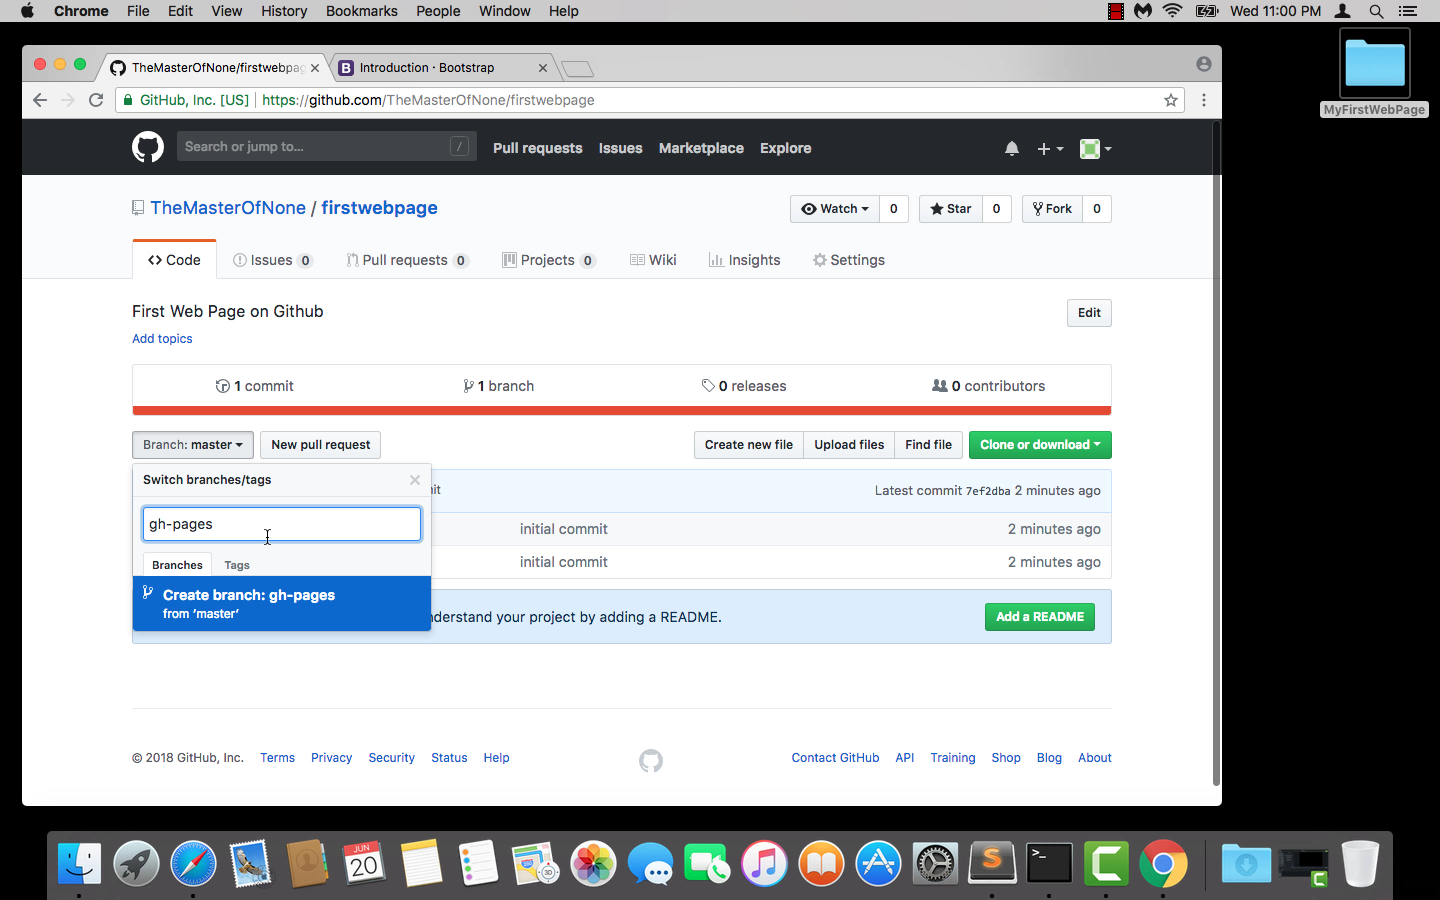 Chrome File Edit View History Bookmarks People Window Help Wed 11:00 PM
TheMasterOfNone/firstwebpag Introduction · Bootstrap
GitHub, Inc. [US] https://github.com/TheMasterOfNone/firstwebpage
MyFirstWebPage
Search or jump to... / Pull requests Issues Marketplace Explore
TheMasterOfNone / firstwebpage
Watch 0 Star 0 Fork 0
Code Issues 0 Pull requests 0 Projects 0 Wiki Insights Settings
First Web Page on Github Edit
Add topics
1 commit 1 branch 0 releases 0 contributors
Branch: master New pull request Create new file Upload files Find file Clone or download
Switch branches/tags
it Latest commit 7ef2dba 2 minutes ago
gh-pages
initial commit 2 minutes ago
Branches Tags
initial commit 2 minutes ago
Create branch: gh-pages
from 'master'
nderstand your project by adding a README. Add a README
© 2018 GitHub, Inc. Terms Privacy Security Status Help Contact GitHub API Training Shop Blog About
JUN
20
3D